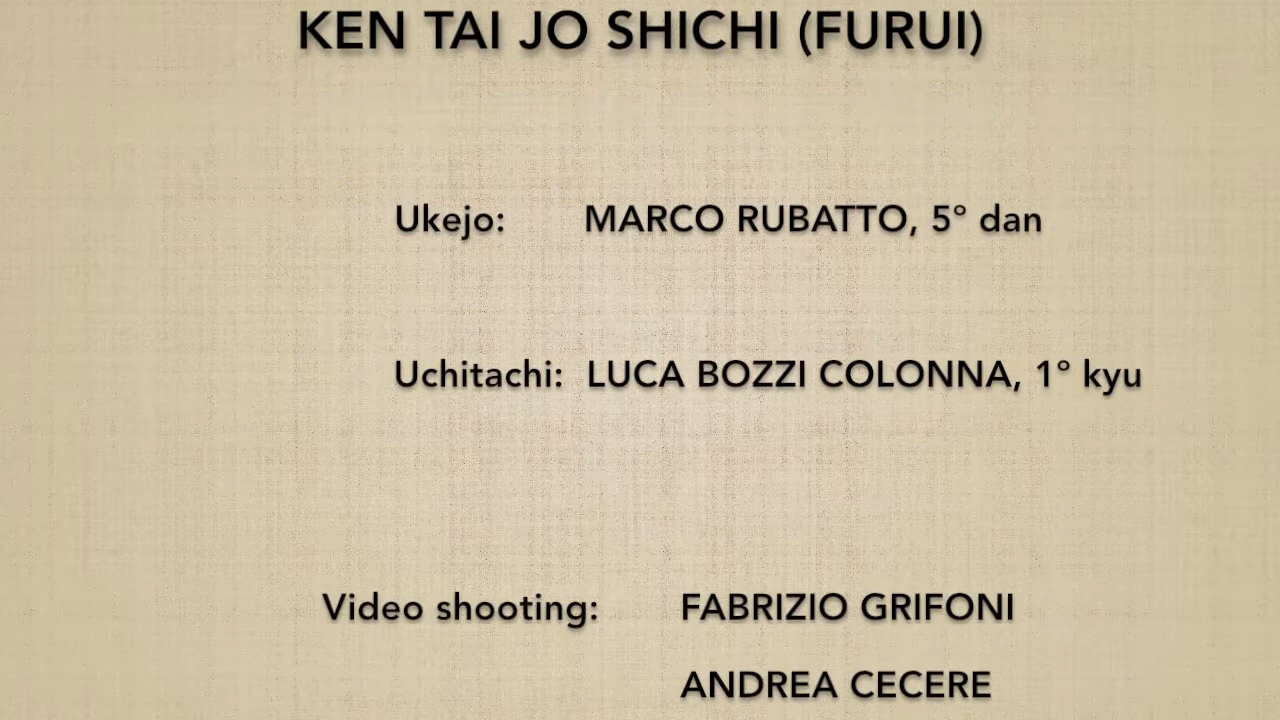 KEN TAI JO SHICHI (FURUI)
Ukejo: MARCO RUBATTO, 5° dan
Uchitachi: LUCA BOZZI COLONNA, 1° kyu
Video shooting: FABRIZIO GRIFONI
ANDREA CECERE